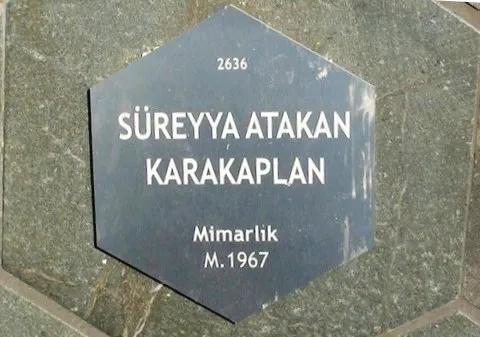 2636
SÜREYYA ATAKAN
KARAKAPLAN
Mimarlık
M.1967